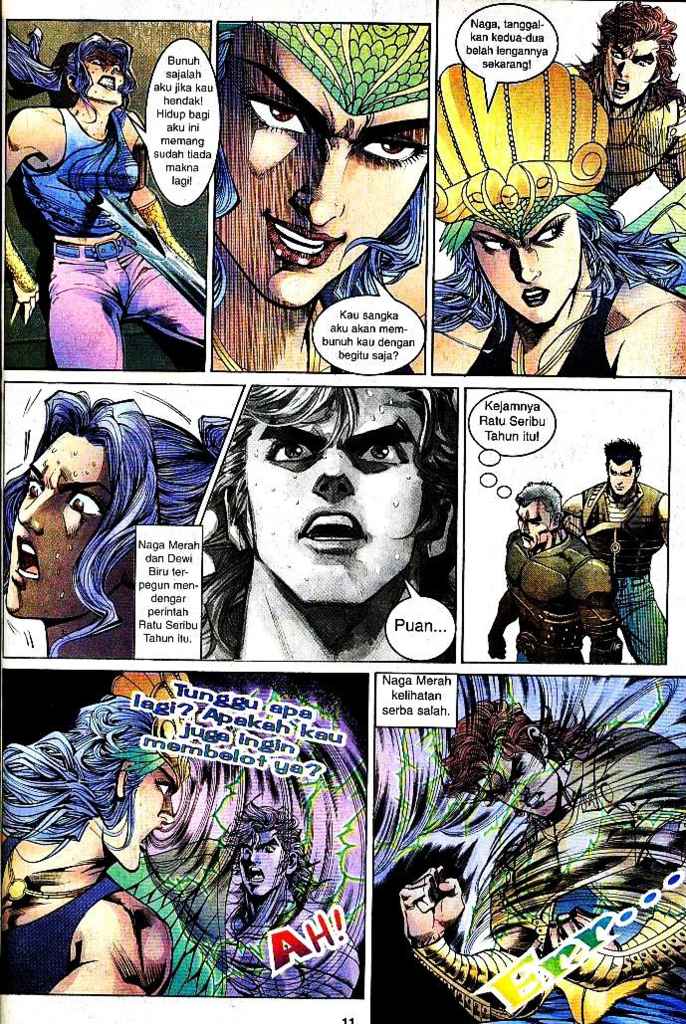 Bunuh
sajalah
aku jika kau
hendak!
Hidup bagi
aku ini
memang
sudah tiada
makna
lagi!
Kau sangka
aku akan mem-
bunuh kau dengan
begitu saja?
Naga, tanggal-
kan kedua-dua
belah lengannya
sekarang!
Naga Merah
dan Dewi
Biru ter-
pegun men-
dengar
perintah
Ratu Seribu
Tahun itu.
Puan...
Kejamnya
Ratu Seribu
Tahun itu!
Tunggu apa
lagi? Apakah kau
juga ingin
membelot ya?
AH!
Naga Merah
kelihatan
serba salah.
Err...
11